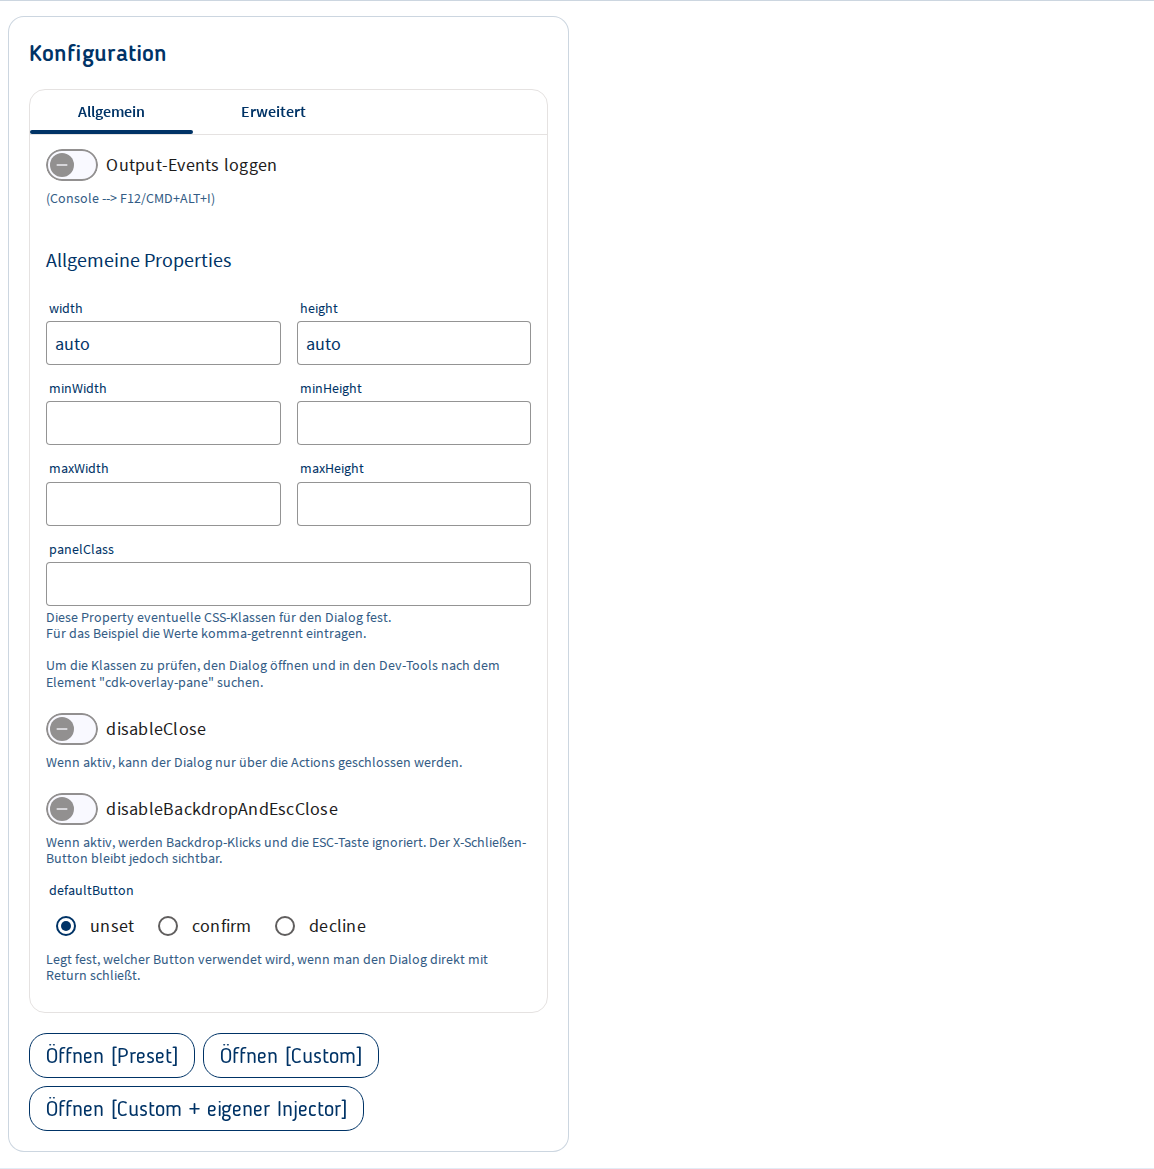 Konfiguration
Allgemein Erweitert
Output-Events loggen
(Console --> F12/CMD+ALT+I)
Allgemeine Properties
width height
auto auto
minWidth minHeight
maxWidth maxHeight
panelClass
Diese Property eventuelle CSS-Klassen für den Dialog fest.
Für das Beispiel die Werte komma-getrennt eintragen.
Um die Klassen zu prüfen, den Dialog öffnen und in den Dev-Tools nach dem
Element "cdk-overlay-pane" suchen.
disableClose
Wenn aktiv, kann der Dialog nur über die Actions geschlossen werden.
disableBackdropAndEscClose
Wenn aktiv, werden Backdrop-Klicks und die ESC-Taste ignoriert. Der X-Schließen-
Button bleibt jedoch sichtbar.
defaultButton
unset confirm decline
Legt fest, welcher Button verwendet wird, wenn man den Dialog direkt mit
Return schließt.
Öffnen [Preset] Öffnen [Custom]
Öffnen [Custom + eigener Injector]